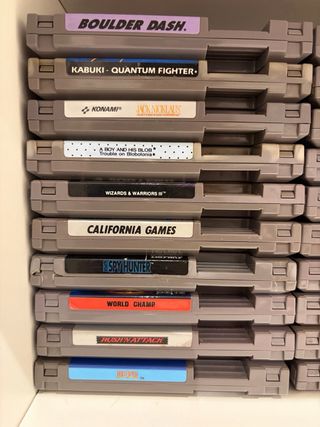 BOULDER DASH.
KABUKI - QUANTUM FIGHTER
KONAMI® JACK NICKLAUS'
A BOY AND HIS BLOB
Trouble on Blobolonia
WIZARDS & WARRIORS III
CALIFORNIA GAMES
SPY HUNTER
WORLD CHAMP
RUSH'N ATTACK